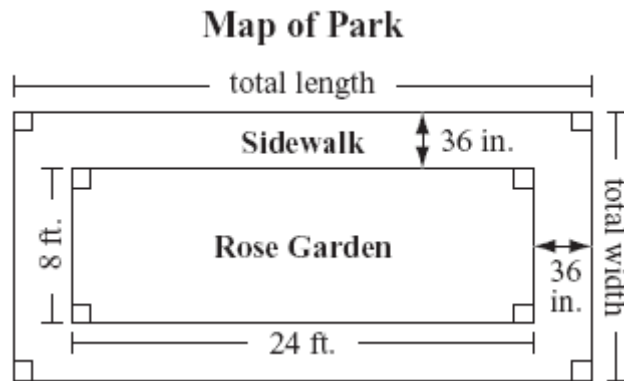 Map of Park
total length
Sidewalk
36 in.
8 ft.
Rose Garden
36
in.
total width
24 ft.